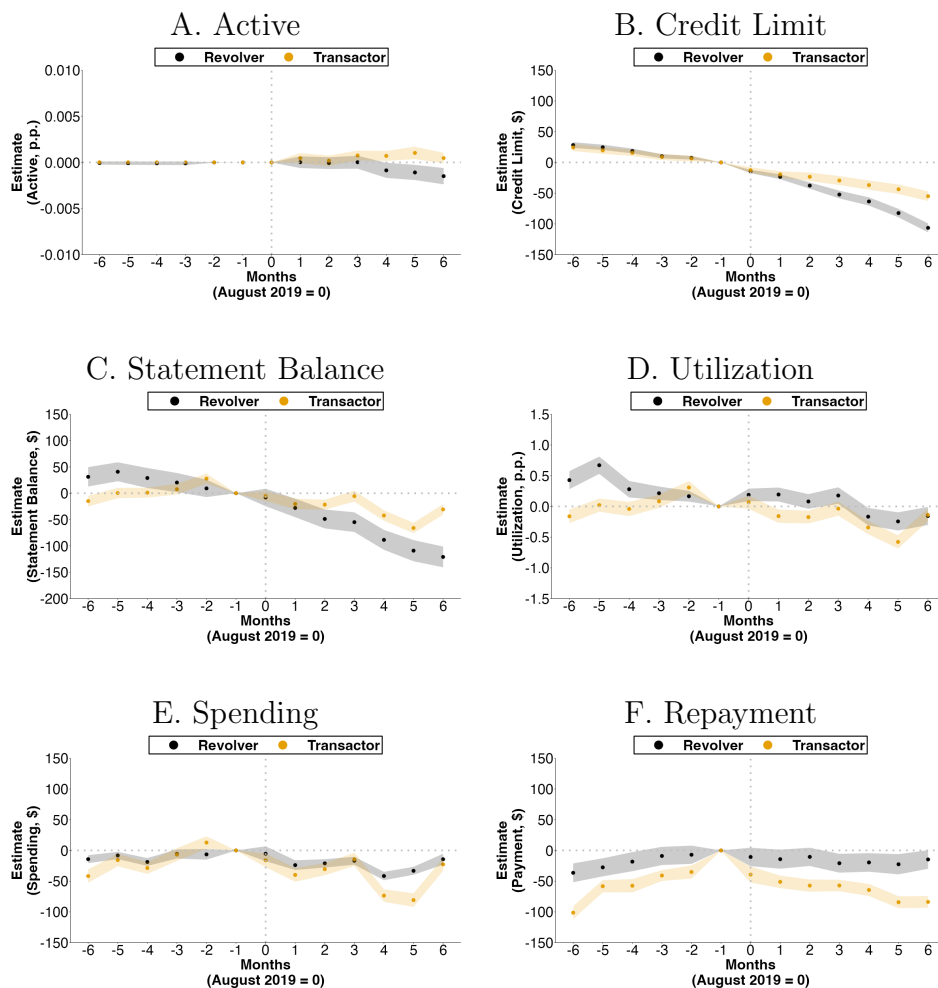 A. Active
Revolver Transactor
Estimate
(Active, p.p.)
0.010
0.005
0.000
-0.005
-0.010
-6 -5 -4 -3 -2 -1 0 1 2 3 4 5 6
Months
(August 2019 = 0)
B. Credit Limit
Revolver Transactor
Estimate
(Credit Limit, $)
150
100
50
0
-50
-100
-150
-6 -5 -4 -3 -2 -1 0 1 2 3 4 5 6
Months
(August 2019 = 0)
C. Statement Balance
Revolver Transactor
Estimate
(Statement Balance, $)
150
100
50
0
-50
-100
-150
-200
-6 -5 -4 -3 -2 -1 0 1 2 3 4 5 6
Months
(August 2019 = 0)
D. Utilization
Revolver Transactor
Estimate
(Utilization, p.p.)
1.5
1.0
0.5
0.0
-0.5
-1.0
-1.5
-6 -5 -4 -3 -2 -1 0 1 2 3 4 5 6
Months
(August 2019 = 0)
E. Spending
Revolver Transactor
Estimate
(Spending, $)
150
100
50
0
-50
-100
-150
-6 -5 -4 -3 -2 -1 0 1 2 3 4 5 6
Months
(August 2019 = 0)
F. Repayment
Revolver Transactor
Estimate
(Payment, $)
150
100
50
0
-50
-100
-150
-6 -5 -4 -3 -2 -1 0 1 2 3 4 5 6
Months
(August 2019 = 0)